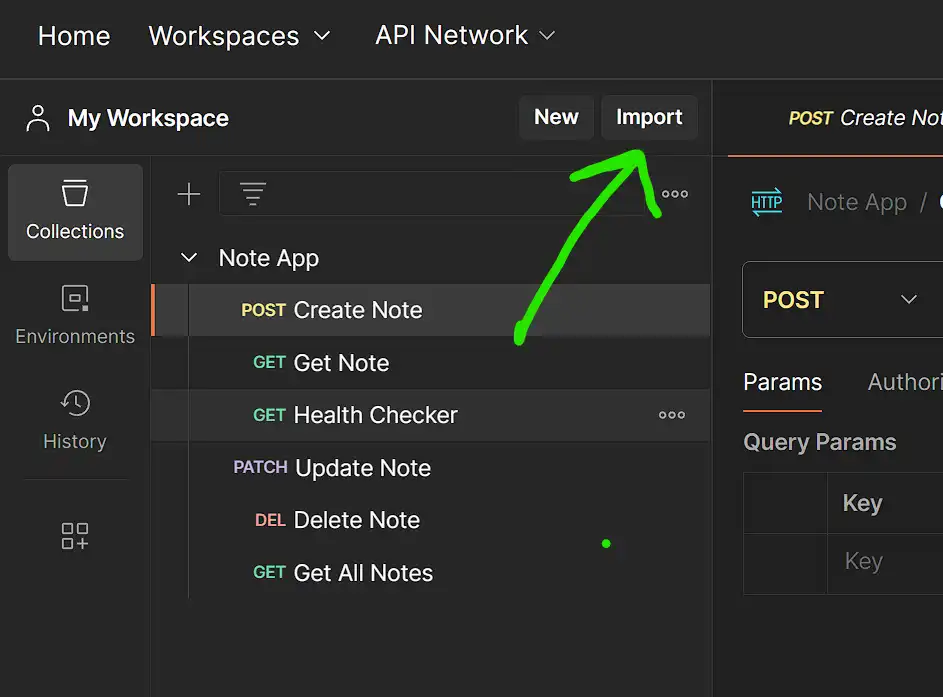 Home Workspaces API Network
My Workspace New Import POST Create Not
Collections
Environments
History
Note App
POST Create Note
GET Get Note
GET Health Checker
PATCH Update Note
DEL Delete Note
GET Get All Notes
HTTP Note App /
POST
Params Authori
Query Params
Key
Key